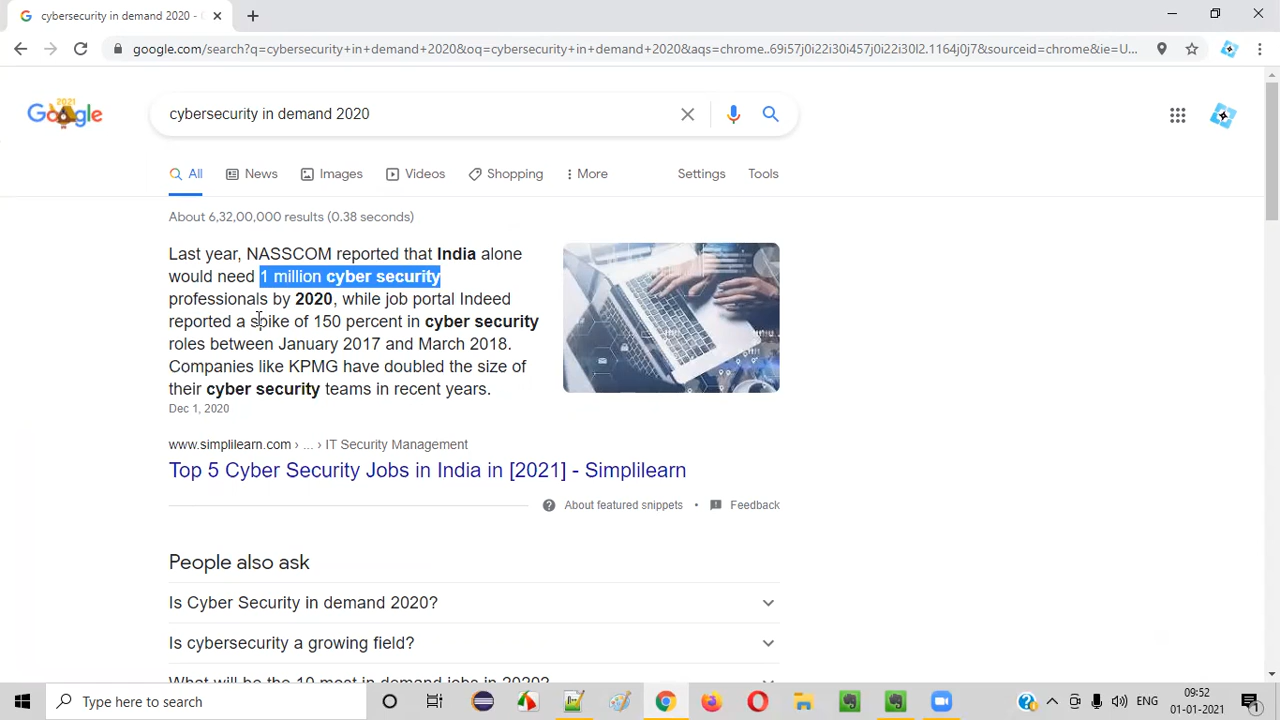 cybersecurity in demand 2020 - G
google.com/search?q=cybersecurity+in+demand+2020&oq=cybersecurity+in+demand+2020&aqs=chrome..69i57j0i22i30i457j0i22i30l2.1164j0j7&sourceid=chrome&ie=U...
2021
Google
cybersecurity in demand 2020
All News Images Videos Shopping More Settings Tools
About 6,32,00,000 results (0.38 seconds)
Last year, NASSCOM reported that India alone
would need 1 million cyber security
professionals by 2020, while job portal Indeed
reported a spike of 150 percent in cyber security
roles between January 2017 and March 2018.
Companies like KPMG have doubled the size of
their cyber security teams in recent years.
Dec 1, 2020
www.simplilearn.com › ... › IT Security Management
Top 5 Cyber Security Jobs in India in [2021] - Simplilearn
About featured snippets • Feedback
People also ask
Is Cyber Security in demand 2020?
Is cybersecurity a growing field?
What will be the 10 most in demand jobs in 2020?
Type here to search
09:52
01-01-2021